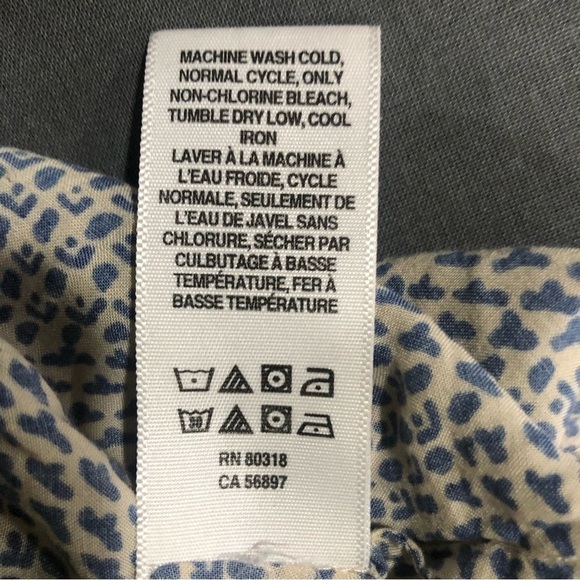 MACHINE WASH COLD,
NORMAL CYCLE, ONLY
NON-CHLORINE BLEACH,
TUMBLE DRY LOW, COOL
IRON
LAVER À LA MACHINE À
L'EAU FROIDE, CYCLE
NORMALE, SEULEMENT DE
L'EAU DE JAVEL SANS
CHLORURE, SÉCHER PAR
CULBUTAGE À BASSE
TEMPÉRATURE, FER À
BASSE TEMPÉRATURE
30
RN 80318
CA 56897